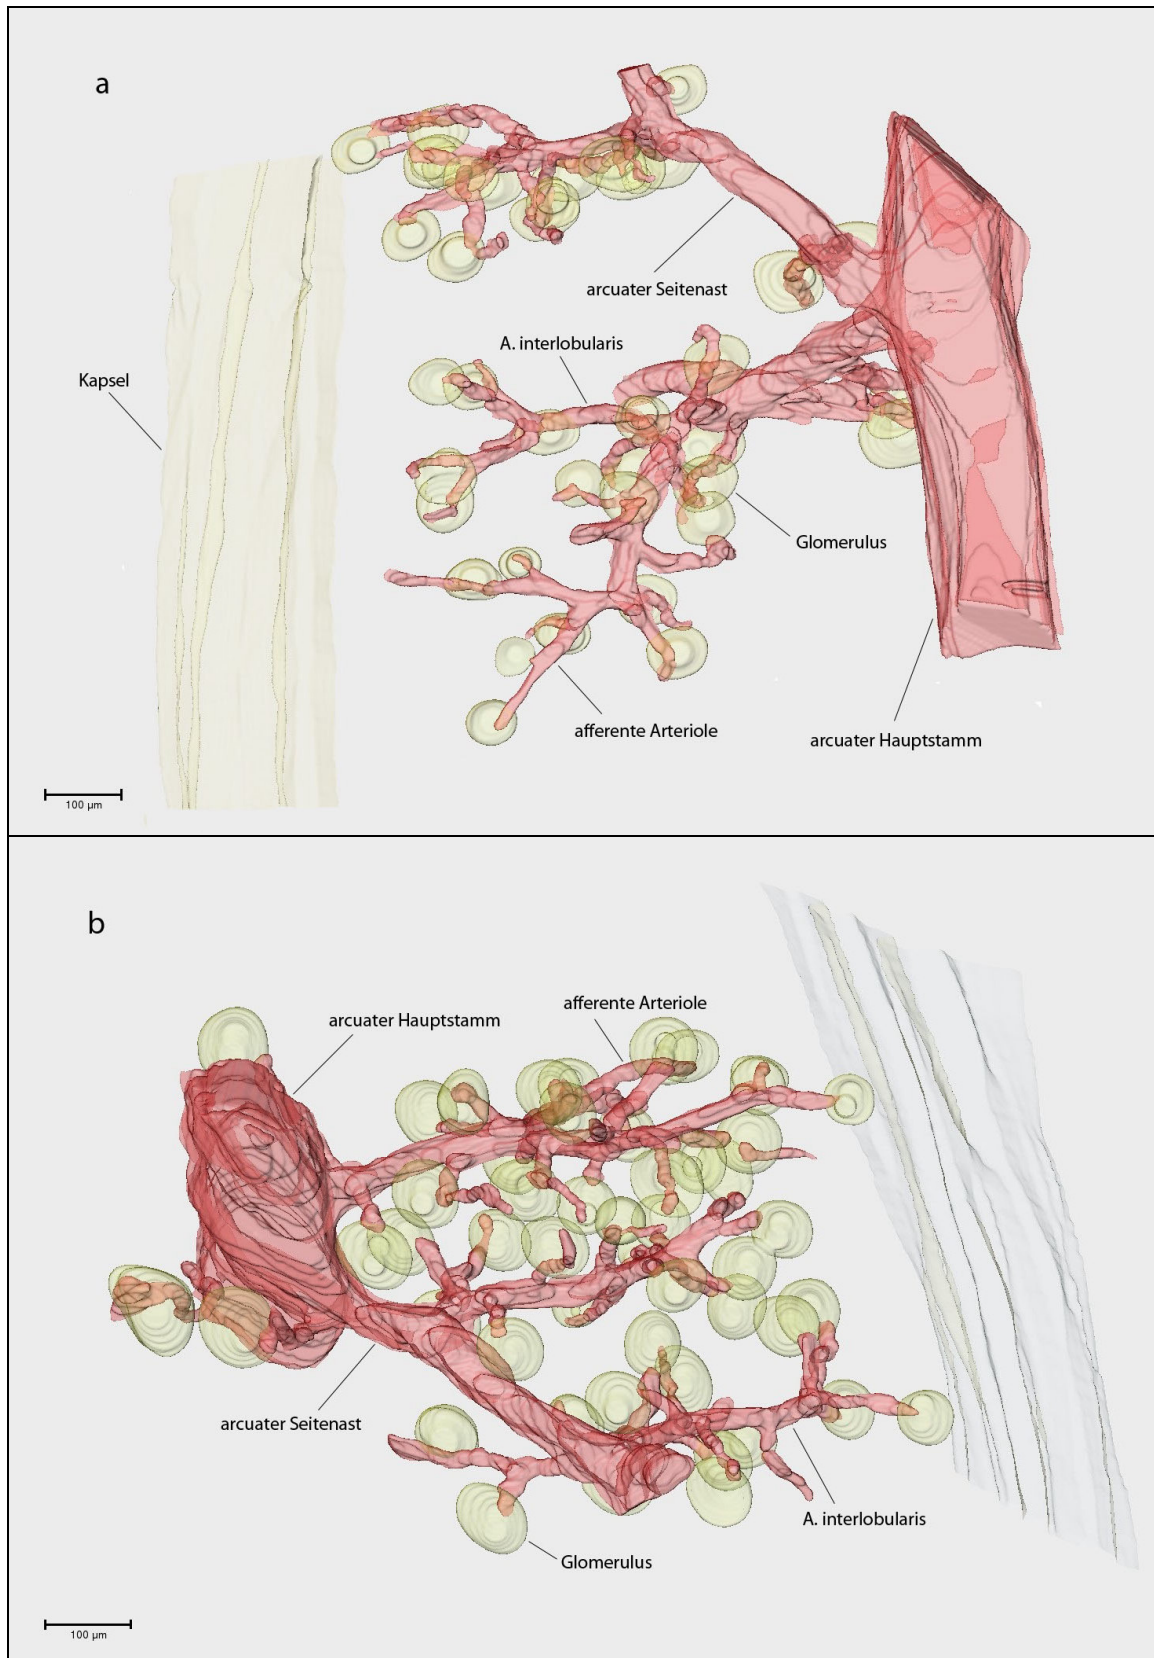 a
arcuater Seitenast
A. interlobularis
Kapsel
Glomerulus
afferente Arteriole
arcuater Hauptstamm
100 µm
b
afferente Arteriole
arcuater Hauptstamm
arcuater Seitenast
A. interlobularis
Glomerulus
100 µm